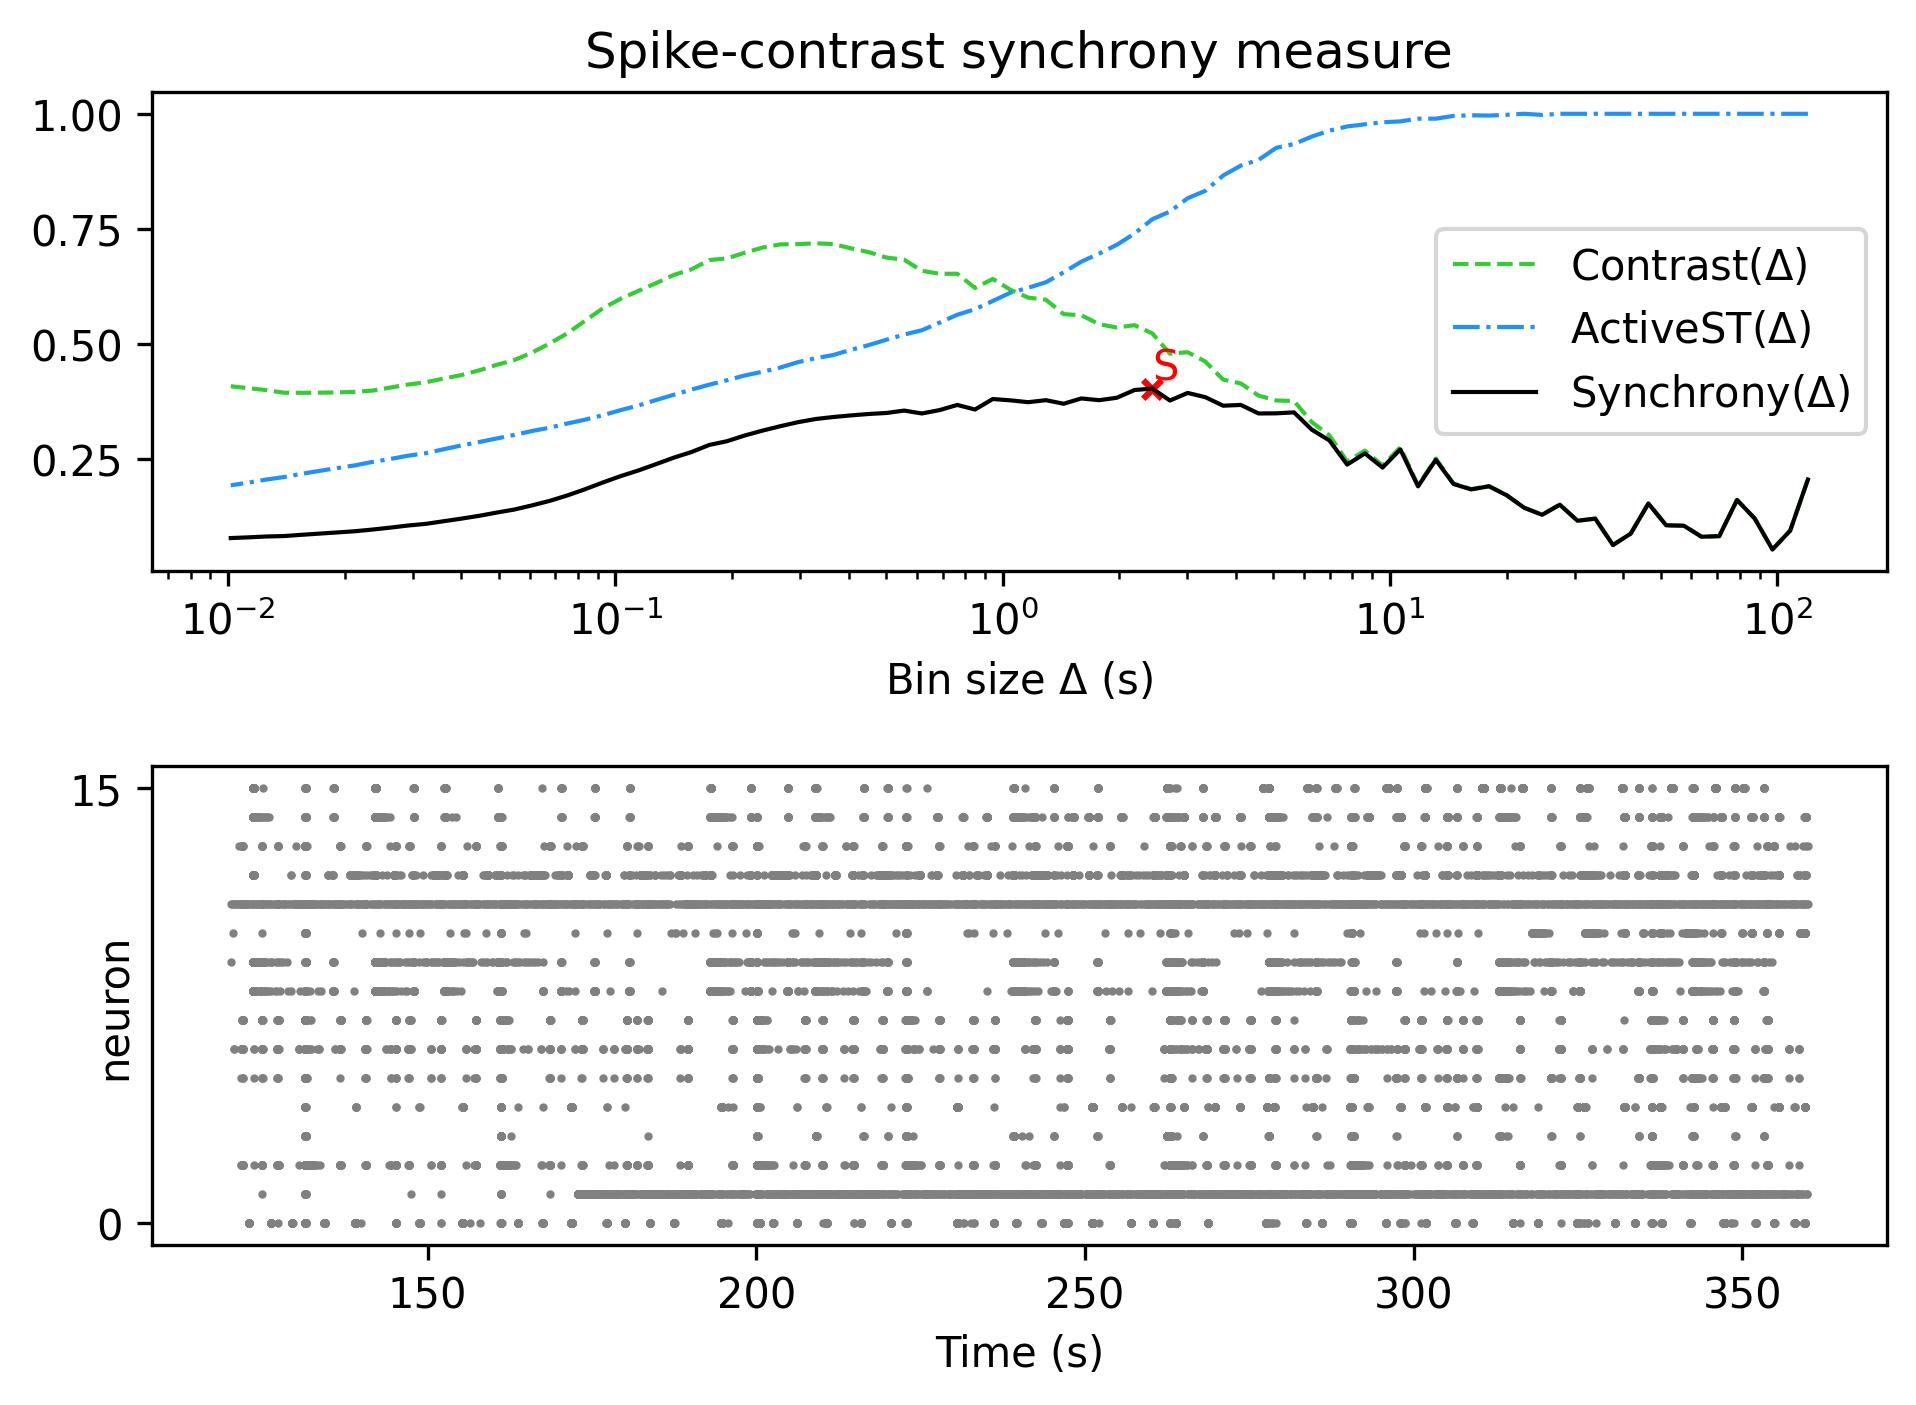 Spike-contrast synchrony measure
1.00
0.75
0.50
0.25
Contrast(Δ)
ActiveST(Δ)
Synchrony(Δ)
S
10⁻² 10⁻¹ 10⁰ 10¹ 10²
Bin size Δ (s)
15
neuron
0
150 200 250 300 350
Time (s)